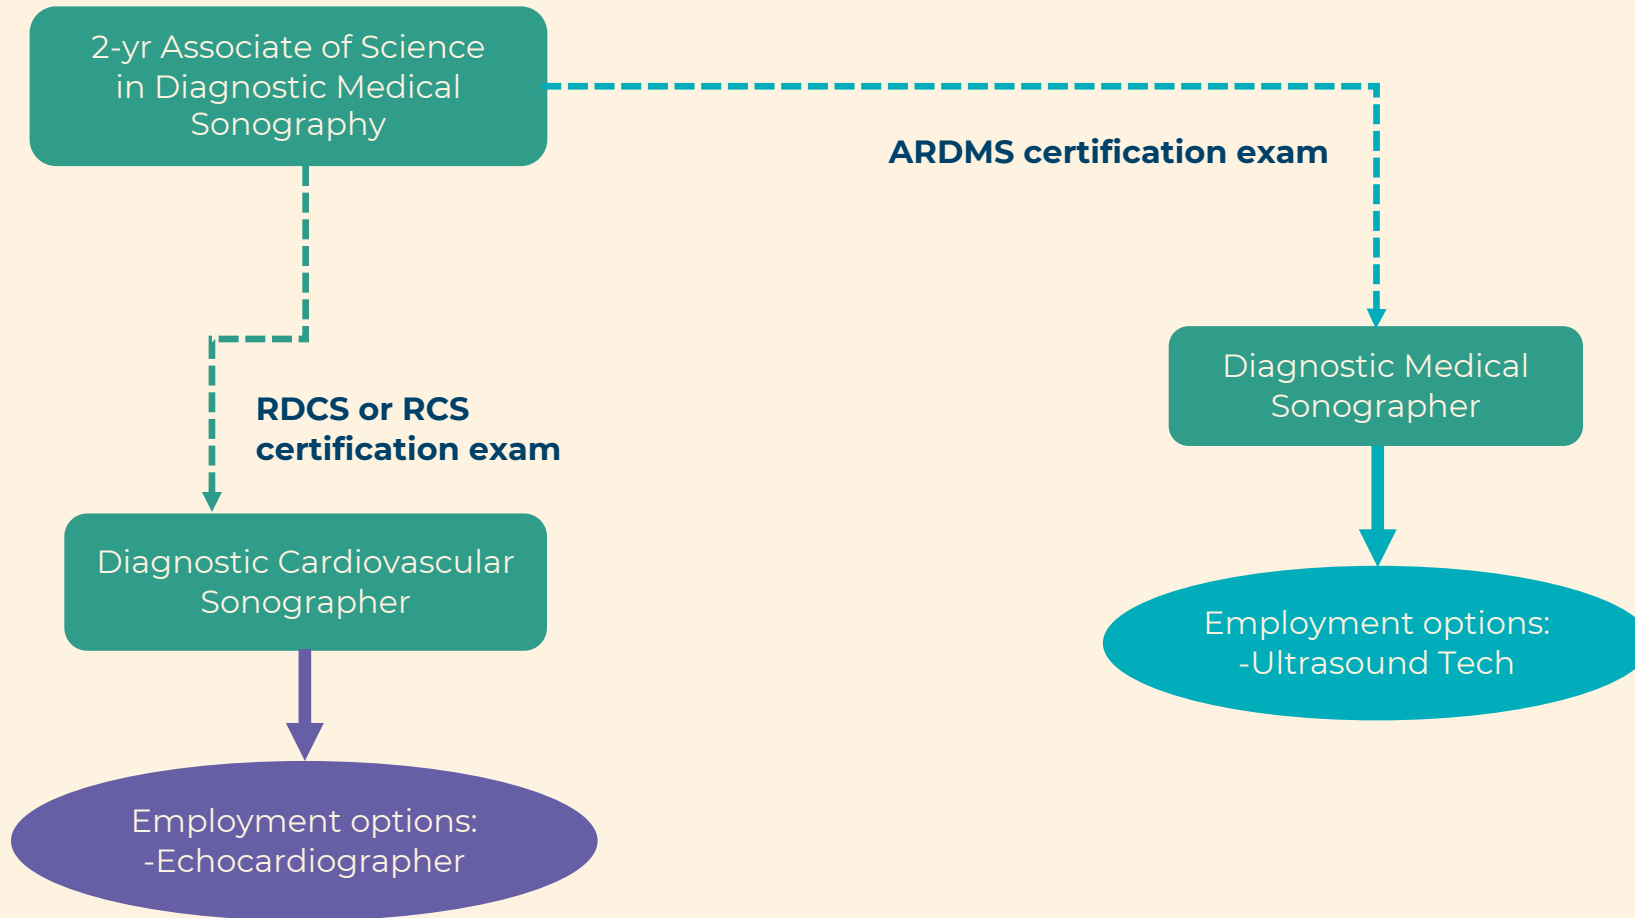 2-yr Associate of Science
in Diagnostic Medical
Sonography
ARDMS certification exam
Diagnostic Medical
Sonographer
RDCS or RCS
certification exam
Diagnostic Cardiovascular
Sonographer
Employment options:
-Ultrasound Tech
Employment options:
-Echocardiographer